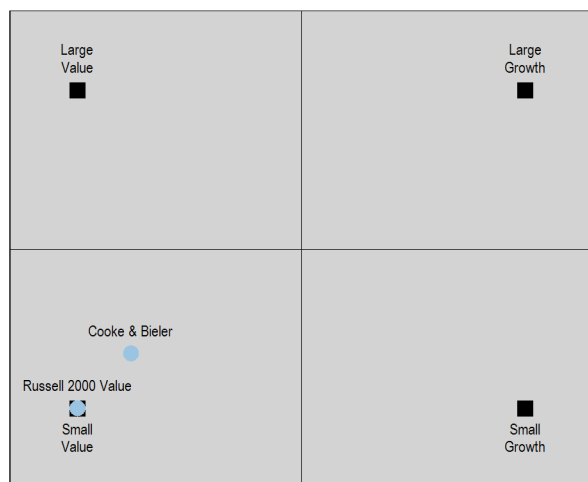 Large
Value
Large
Growth
Cooke & Bieler
Russell 2000 Value
Small
Value
Small
Growth